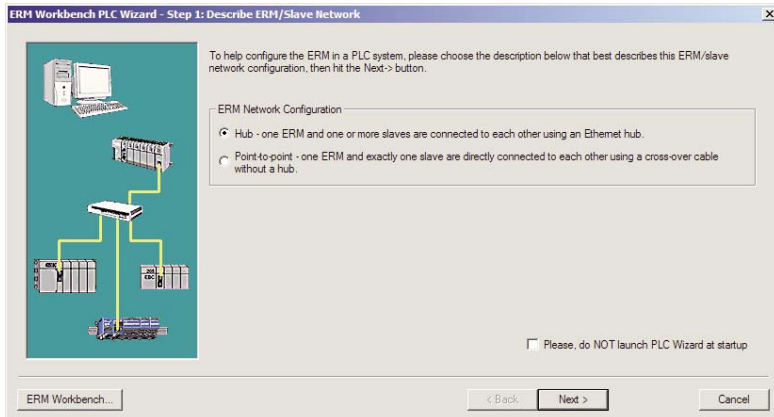 ERM Workbench PLC Wizard - Step 1: Describe ERM/Slave Network
To help configure the ERM in a PLC system, please choose the description below that best describes this ERM/slave
network configuration, then hit the Next-> button.
ERM Network Configuration
Hub - one ERM and one or more slaves are connected to each other using an Ethernet hub.
Point-to-point - one ERM and exactly one slave are directly connected to each other using a cross-over cable
without a hub.
Please, do NOT launch PLC Wizard at startup
ERM Workbench...
< Back
Next >
Cancel